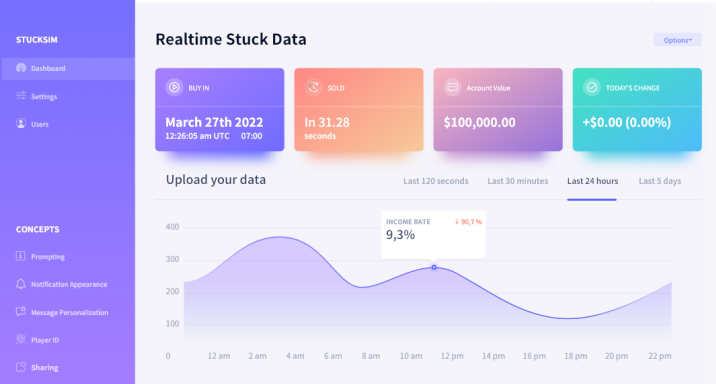 STUCKSIM
Dashboard
Settings
Users
CONCEPTS
Prompting
Notification Appearance
Message Personalization
Player ID
Sharing
Realtime Stuck Data
Options
BUY IN
March 27th 2022
12:26:05 am UTC 07:00
SOLD
In 31.28
seconds
Account Value
$100,000.00
TODAY'S CHANGE
+$0.00 (0.00%)
Upload your data
Last 120 seconds Last 30 minutes Last 24 hours Last 5 days
INCOME RATE ↓ 90,7 %
9,3%
400
300
200
100
0 12 am 2 am 4 am 6 am 8 am 10 am 12 pm 14 pm 16 pm 18 pm 20 pm 22 pm